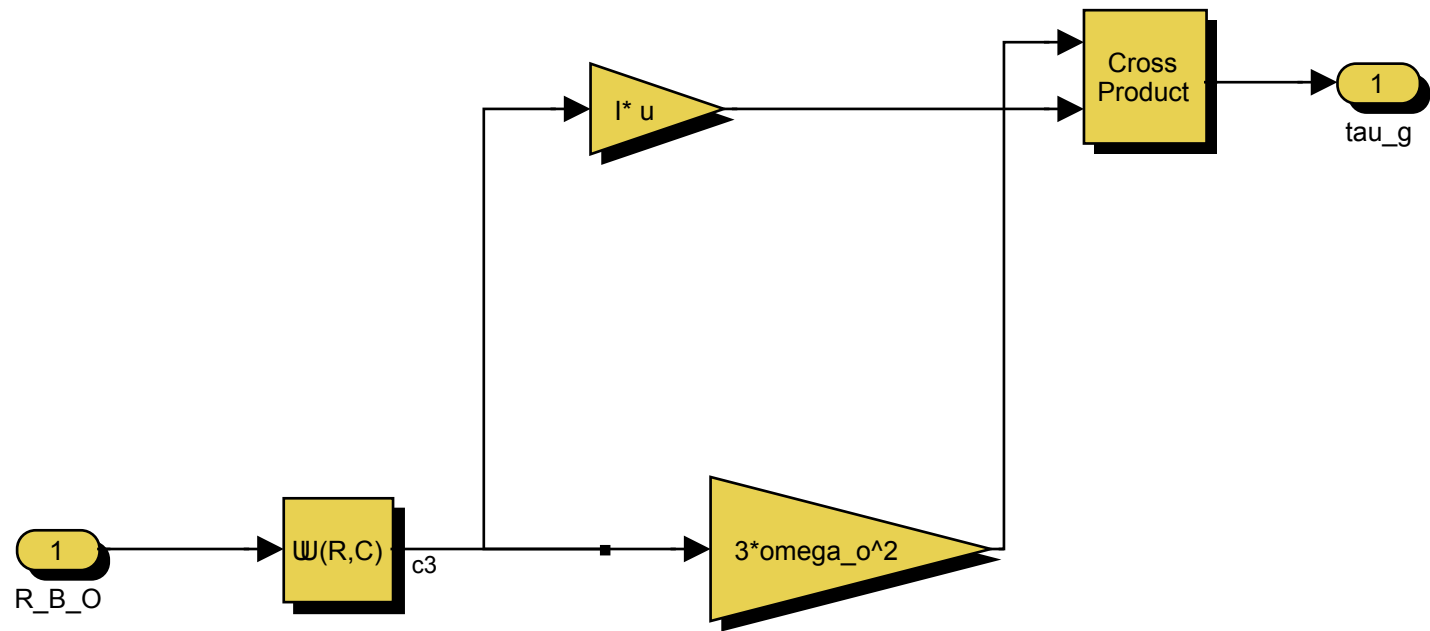 Cross
Product
1
tau_g
I* u
1
R_B_O
U(R,C)
c3
3*omega_o^2